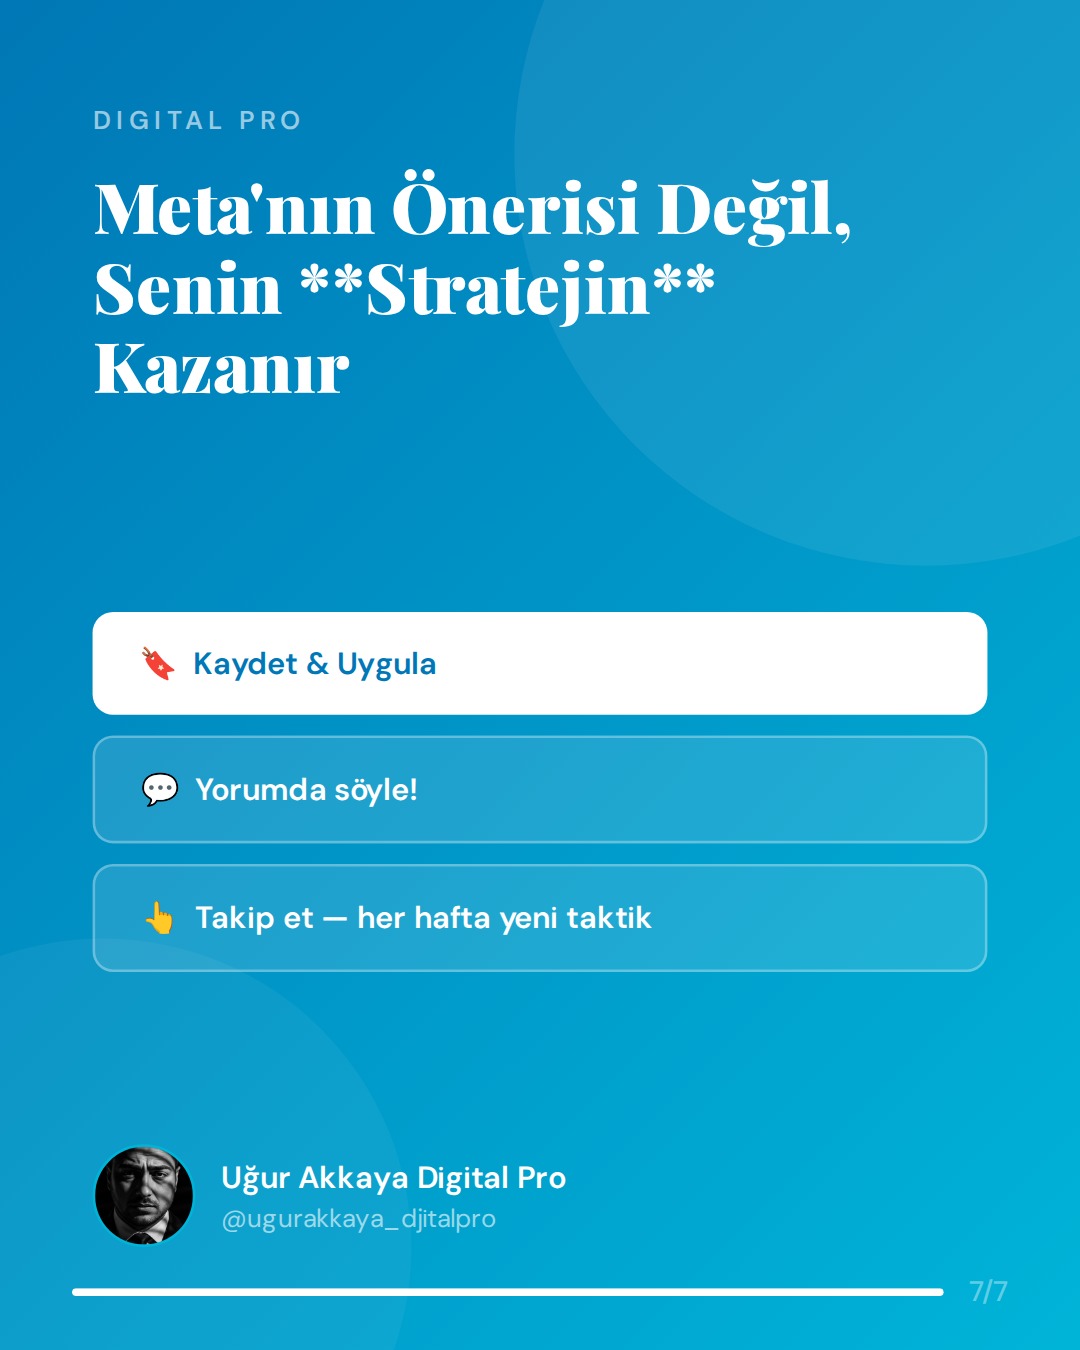 DIGITAL PRO
Meta'nın Önerisi Değil,
Senin **Stratejin**
Kazanır
🔖 Kaydet & Uygula
💬 Yorumda söyle!
👆 Takip et — her hafta yeni taktik
Uğur Akkaya Digital Pro
@ugurakkaya_djitalpro
7/7